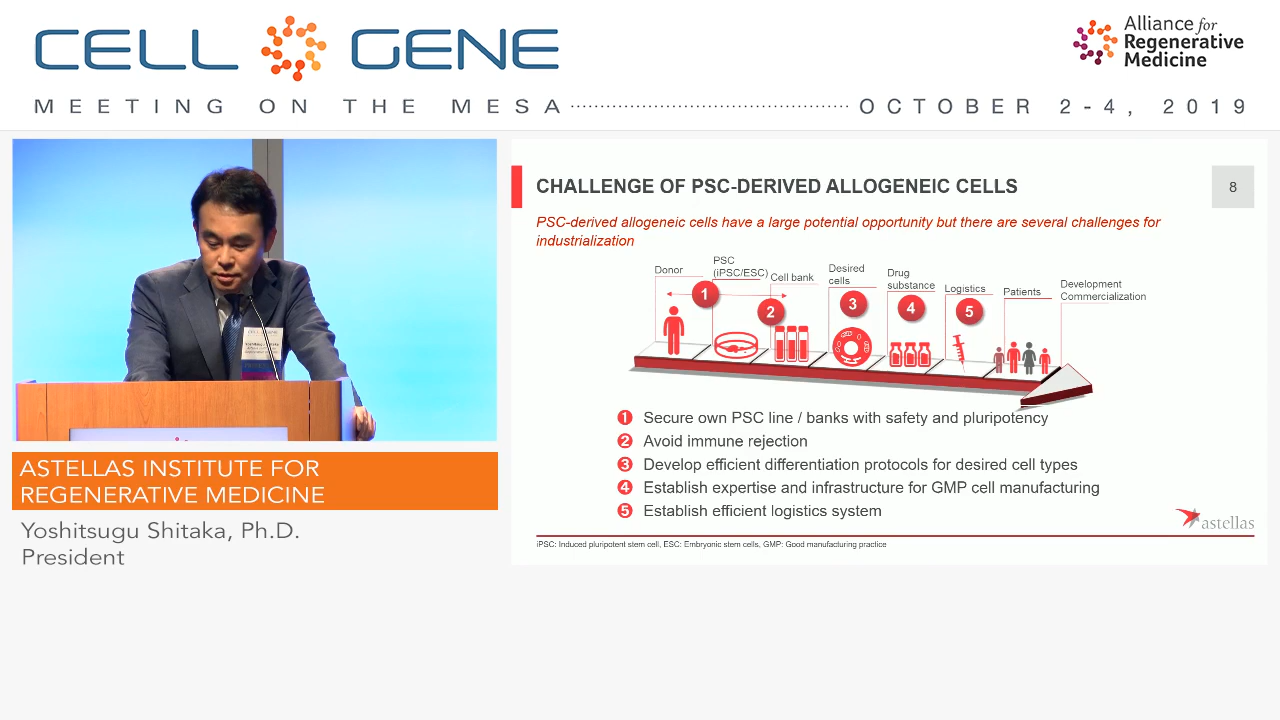 CELL GENE
MEETING ON THE MESA
OCTOBER 2-4, 2019
Alliance for
Regenerative
Medicine
ASTELLAS INSTITUTE FOR
REGENERATIVE MEDICINE
Yoshitsugu Shitaka, Ph.D.
President
CHALLENGE OF PSC-DERIVED ALLOGENEIC CELLS
8
PSC-derived allogeneic cells have a large potential opportunity but there are several challenges for
industrialization
Donor
PSC
(iPSC/ESC)
Cell bank
Desired
cells
Drug
substance
Logistics
Patients
Development
Commercialization
1
2
3
4
5
1 Secure own PSC line / banks with safety and pluripotency
2 Avoid immune rejection
3 Develop efficient differentiation protocols for desired cell types
4 Establish expertise and infrastructure for GMP cell manufacturing
5 Establish efficient logistics system
astellas
iPSC: Induced pluripotent stem cell, ESC: Embryonic stem cells, GMP: Good manufacturing practice